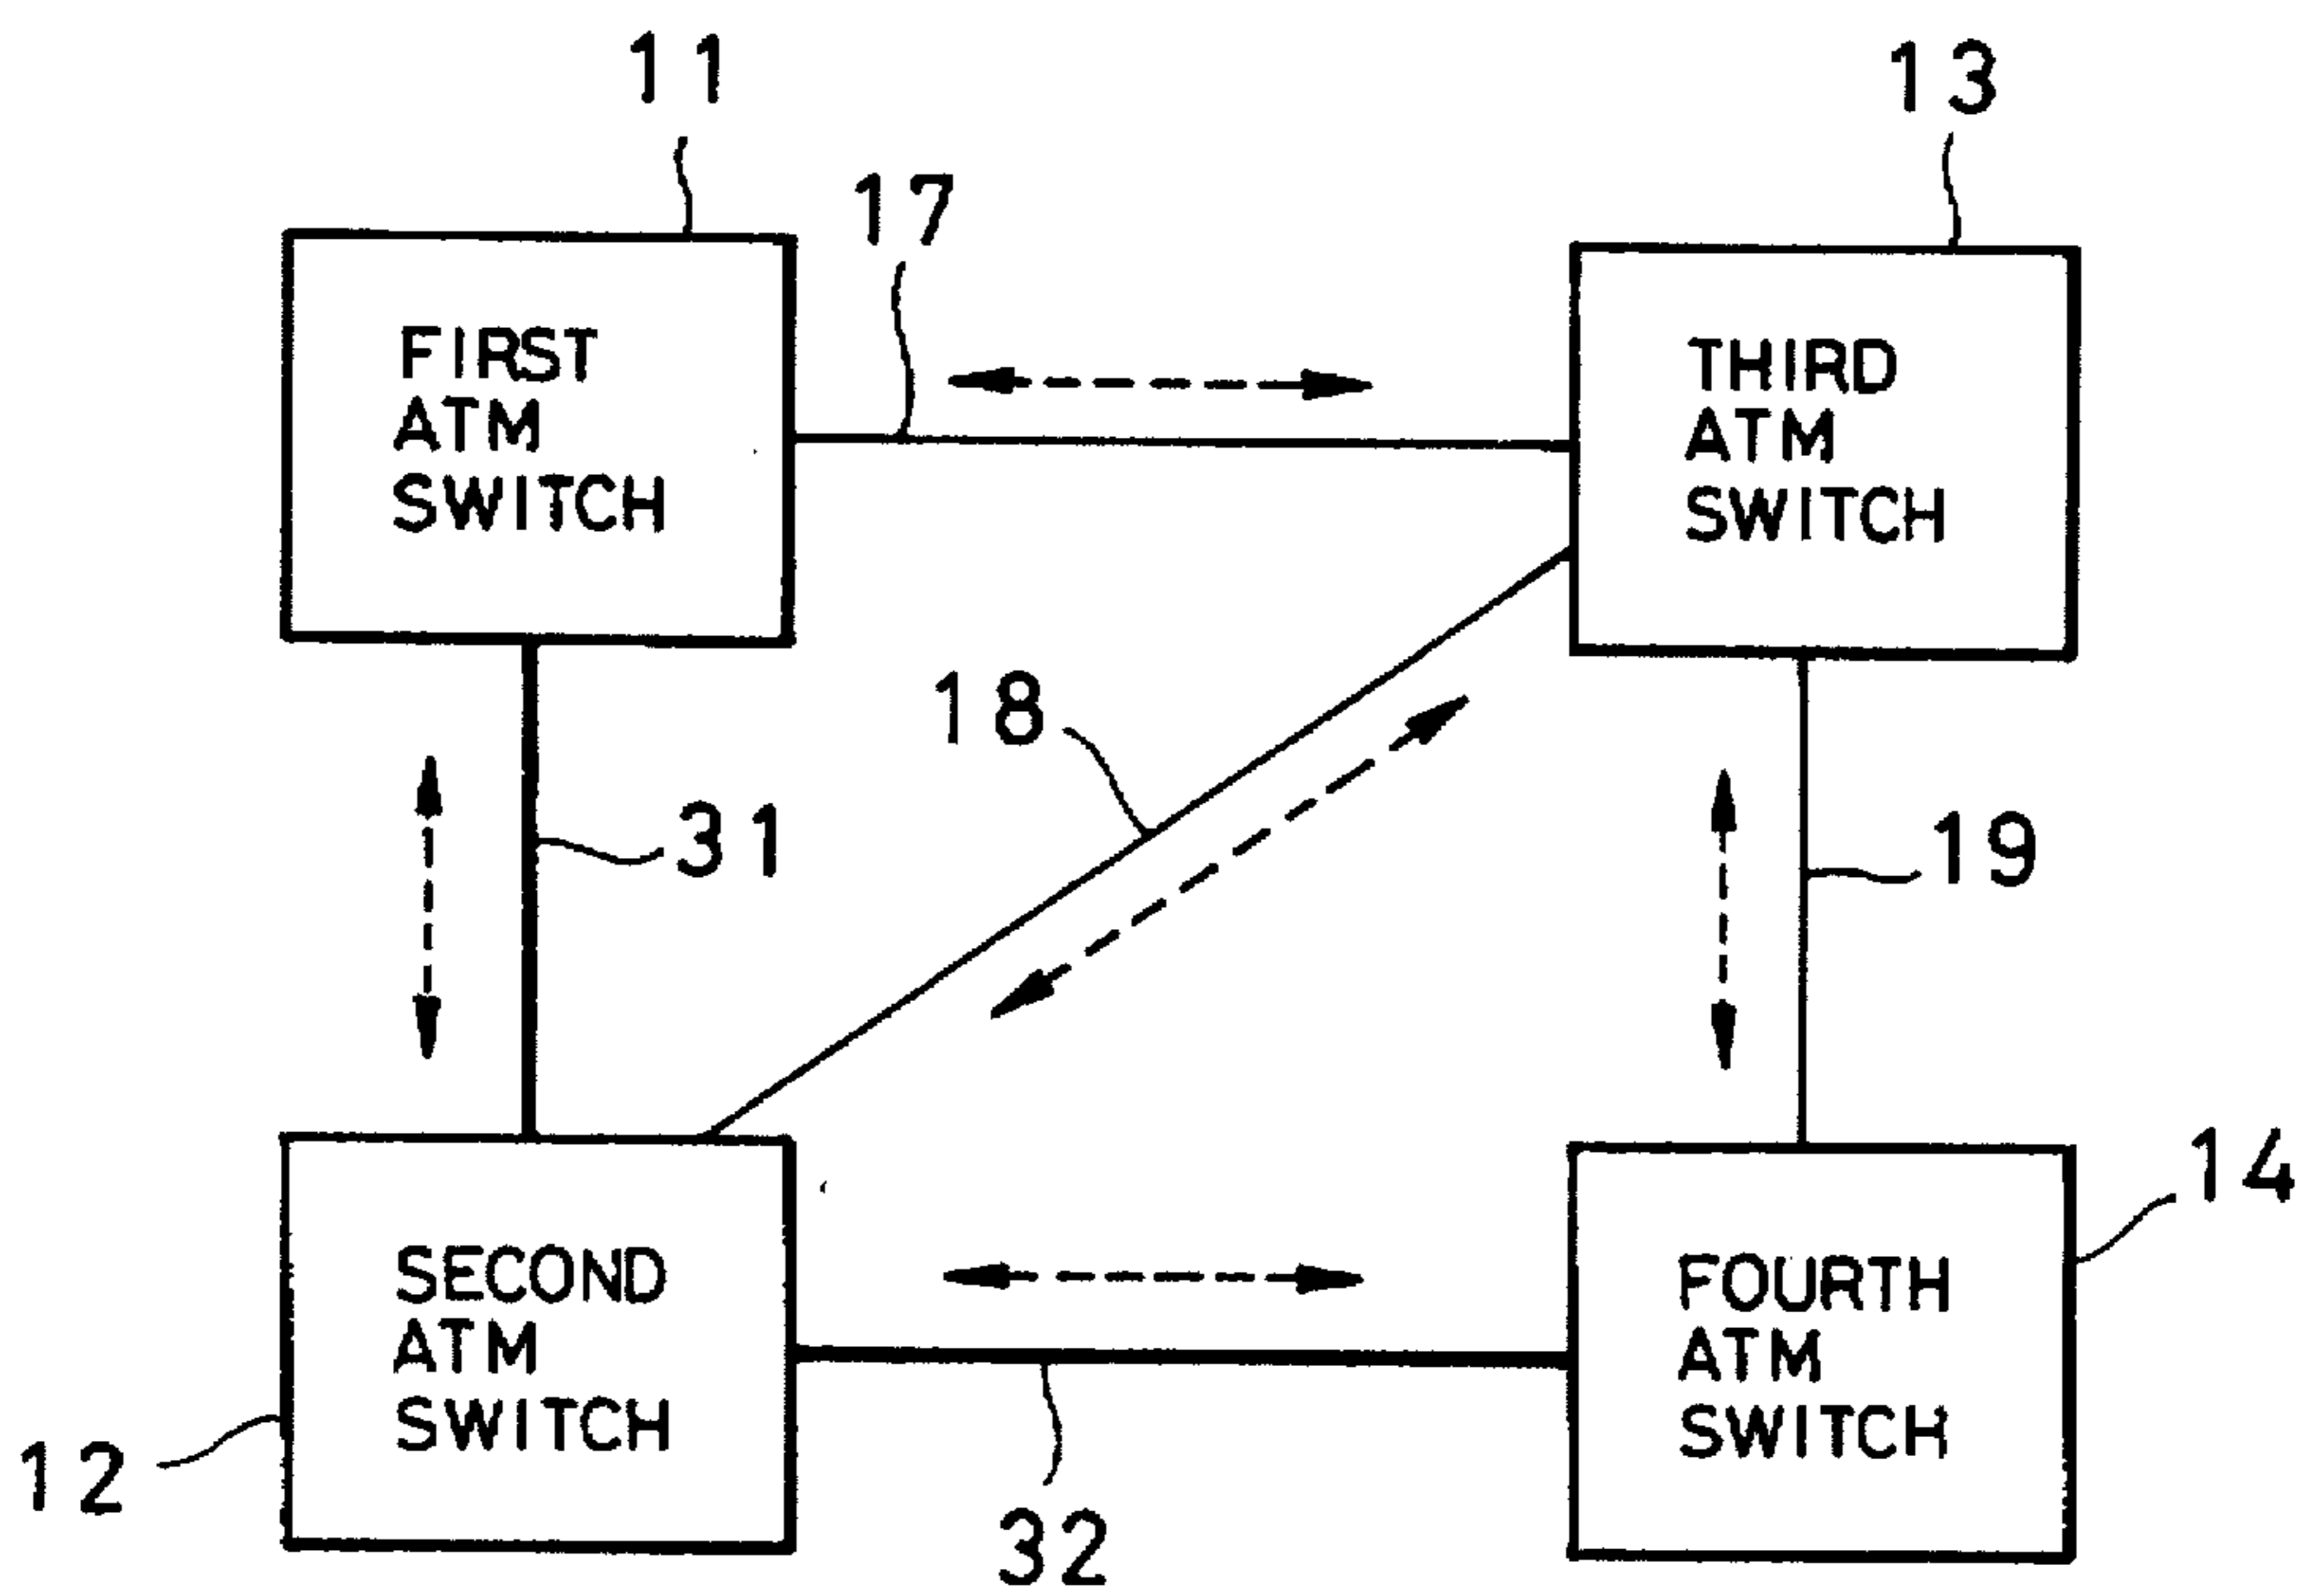 11
13
17
FIRST
ATM
SWITCH
THIRD
ATM
SWITCH
18
31
19
14
SECOND
ATM
SWITCH
FOURTH
ATM
SWITCH
12
32